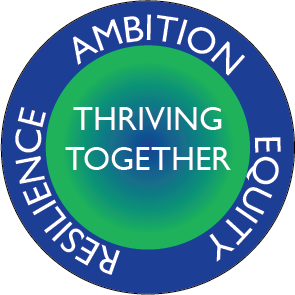 AMBITION
EQUITY
RESILIENCE
THRIVING
TOGETHER